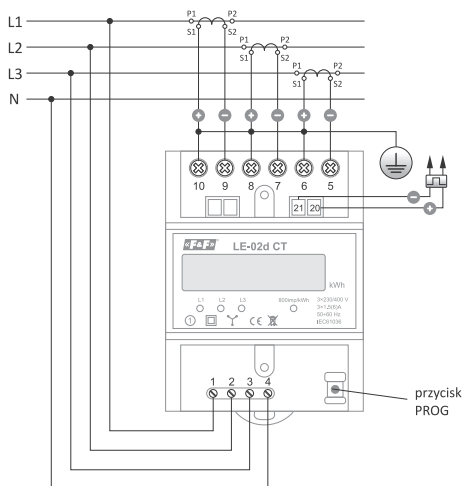 L1
P1 P2
S1 S2
L2
P1 P2
S1 S2
L3
P1 P2
S1 S2
N
+ − + − + −
10 9 8 7 6 5
−
21 20
+
F&F LE-02d CT
kWh
L1 L2 L3 800imp/kWh
3×230/400 V
3×1,5(6)A
50÷60 Hz
IEC61036
1 CE
1 2 3 4
przycisk
PROG